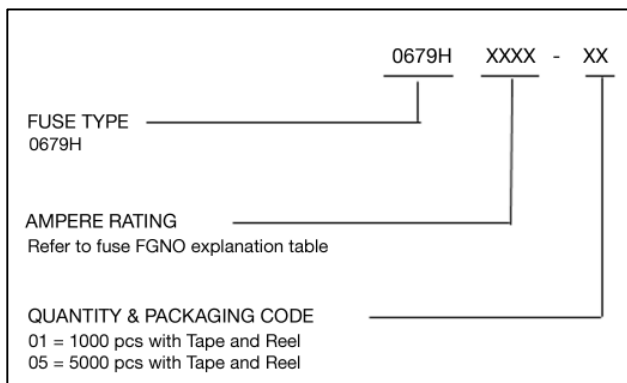 0679H XXXX - XX
FUSE TYPE
0679H
AMPERE RATING
Refer to fuse FGNO explanation table
QUANTITY & PACKAGING CODE
01 = 1000 pcs with Tape and Reel
05 = 5000 pcs with Tape and Reel